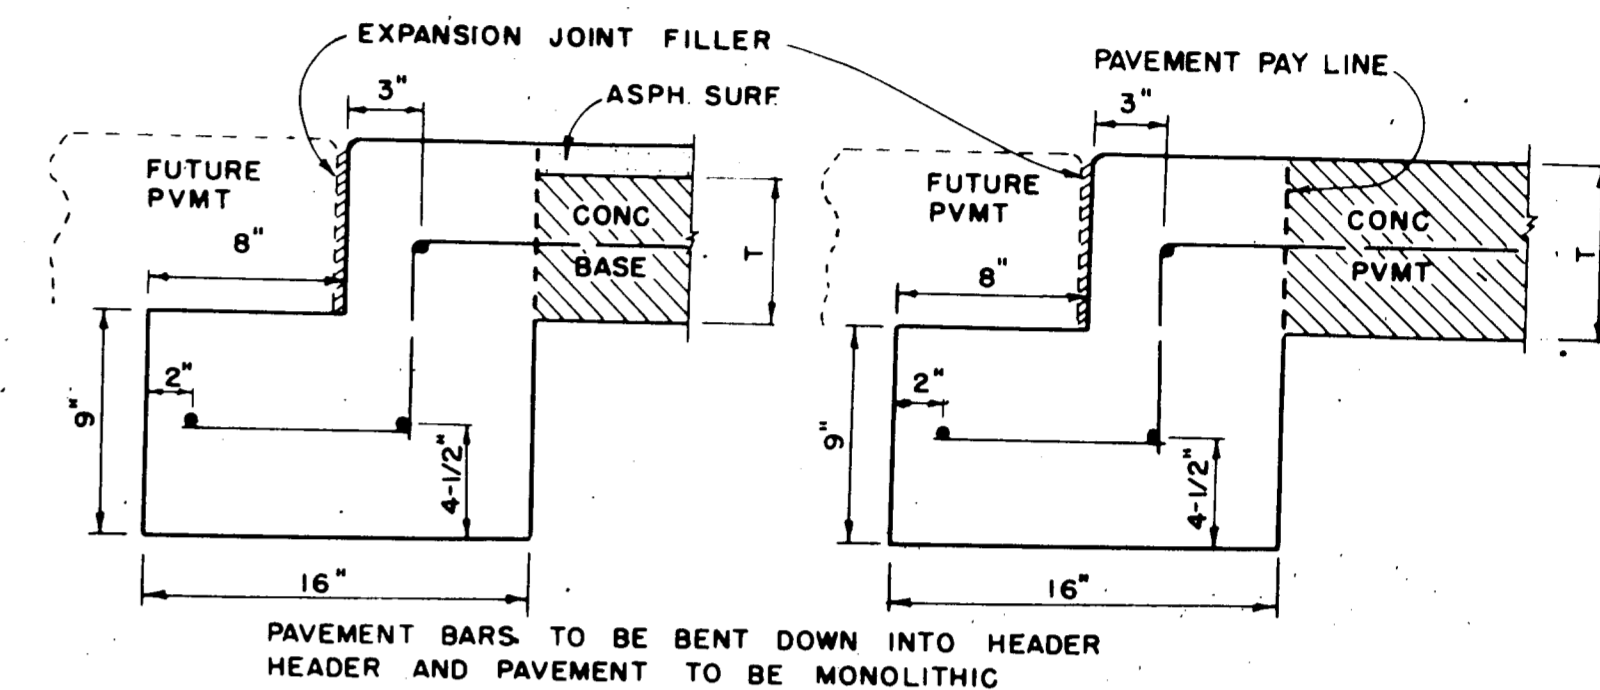 EXPANSION JOINT FILLER
PAVEMENT PAY LINE
3"
ASPH. SURF.
3"
FUTURE
PVMT
FUTURE
PVMT
CONC
BASE
CONC
PVMT
8"
8"
T
T
2"
2"
9"
9"
4-1/2"
4-1/2"
16"
16"
PAVEMENT BARS. TO BE BENT DOWN INTO HEADER
HEADER AND PAVEMENT TO BE MONOLITHIC